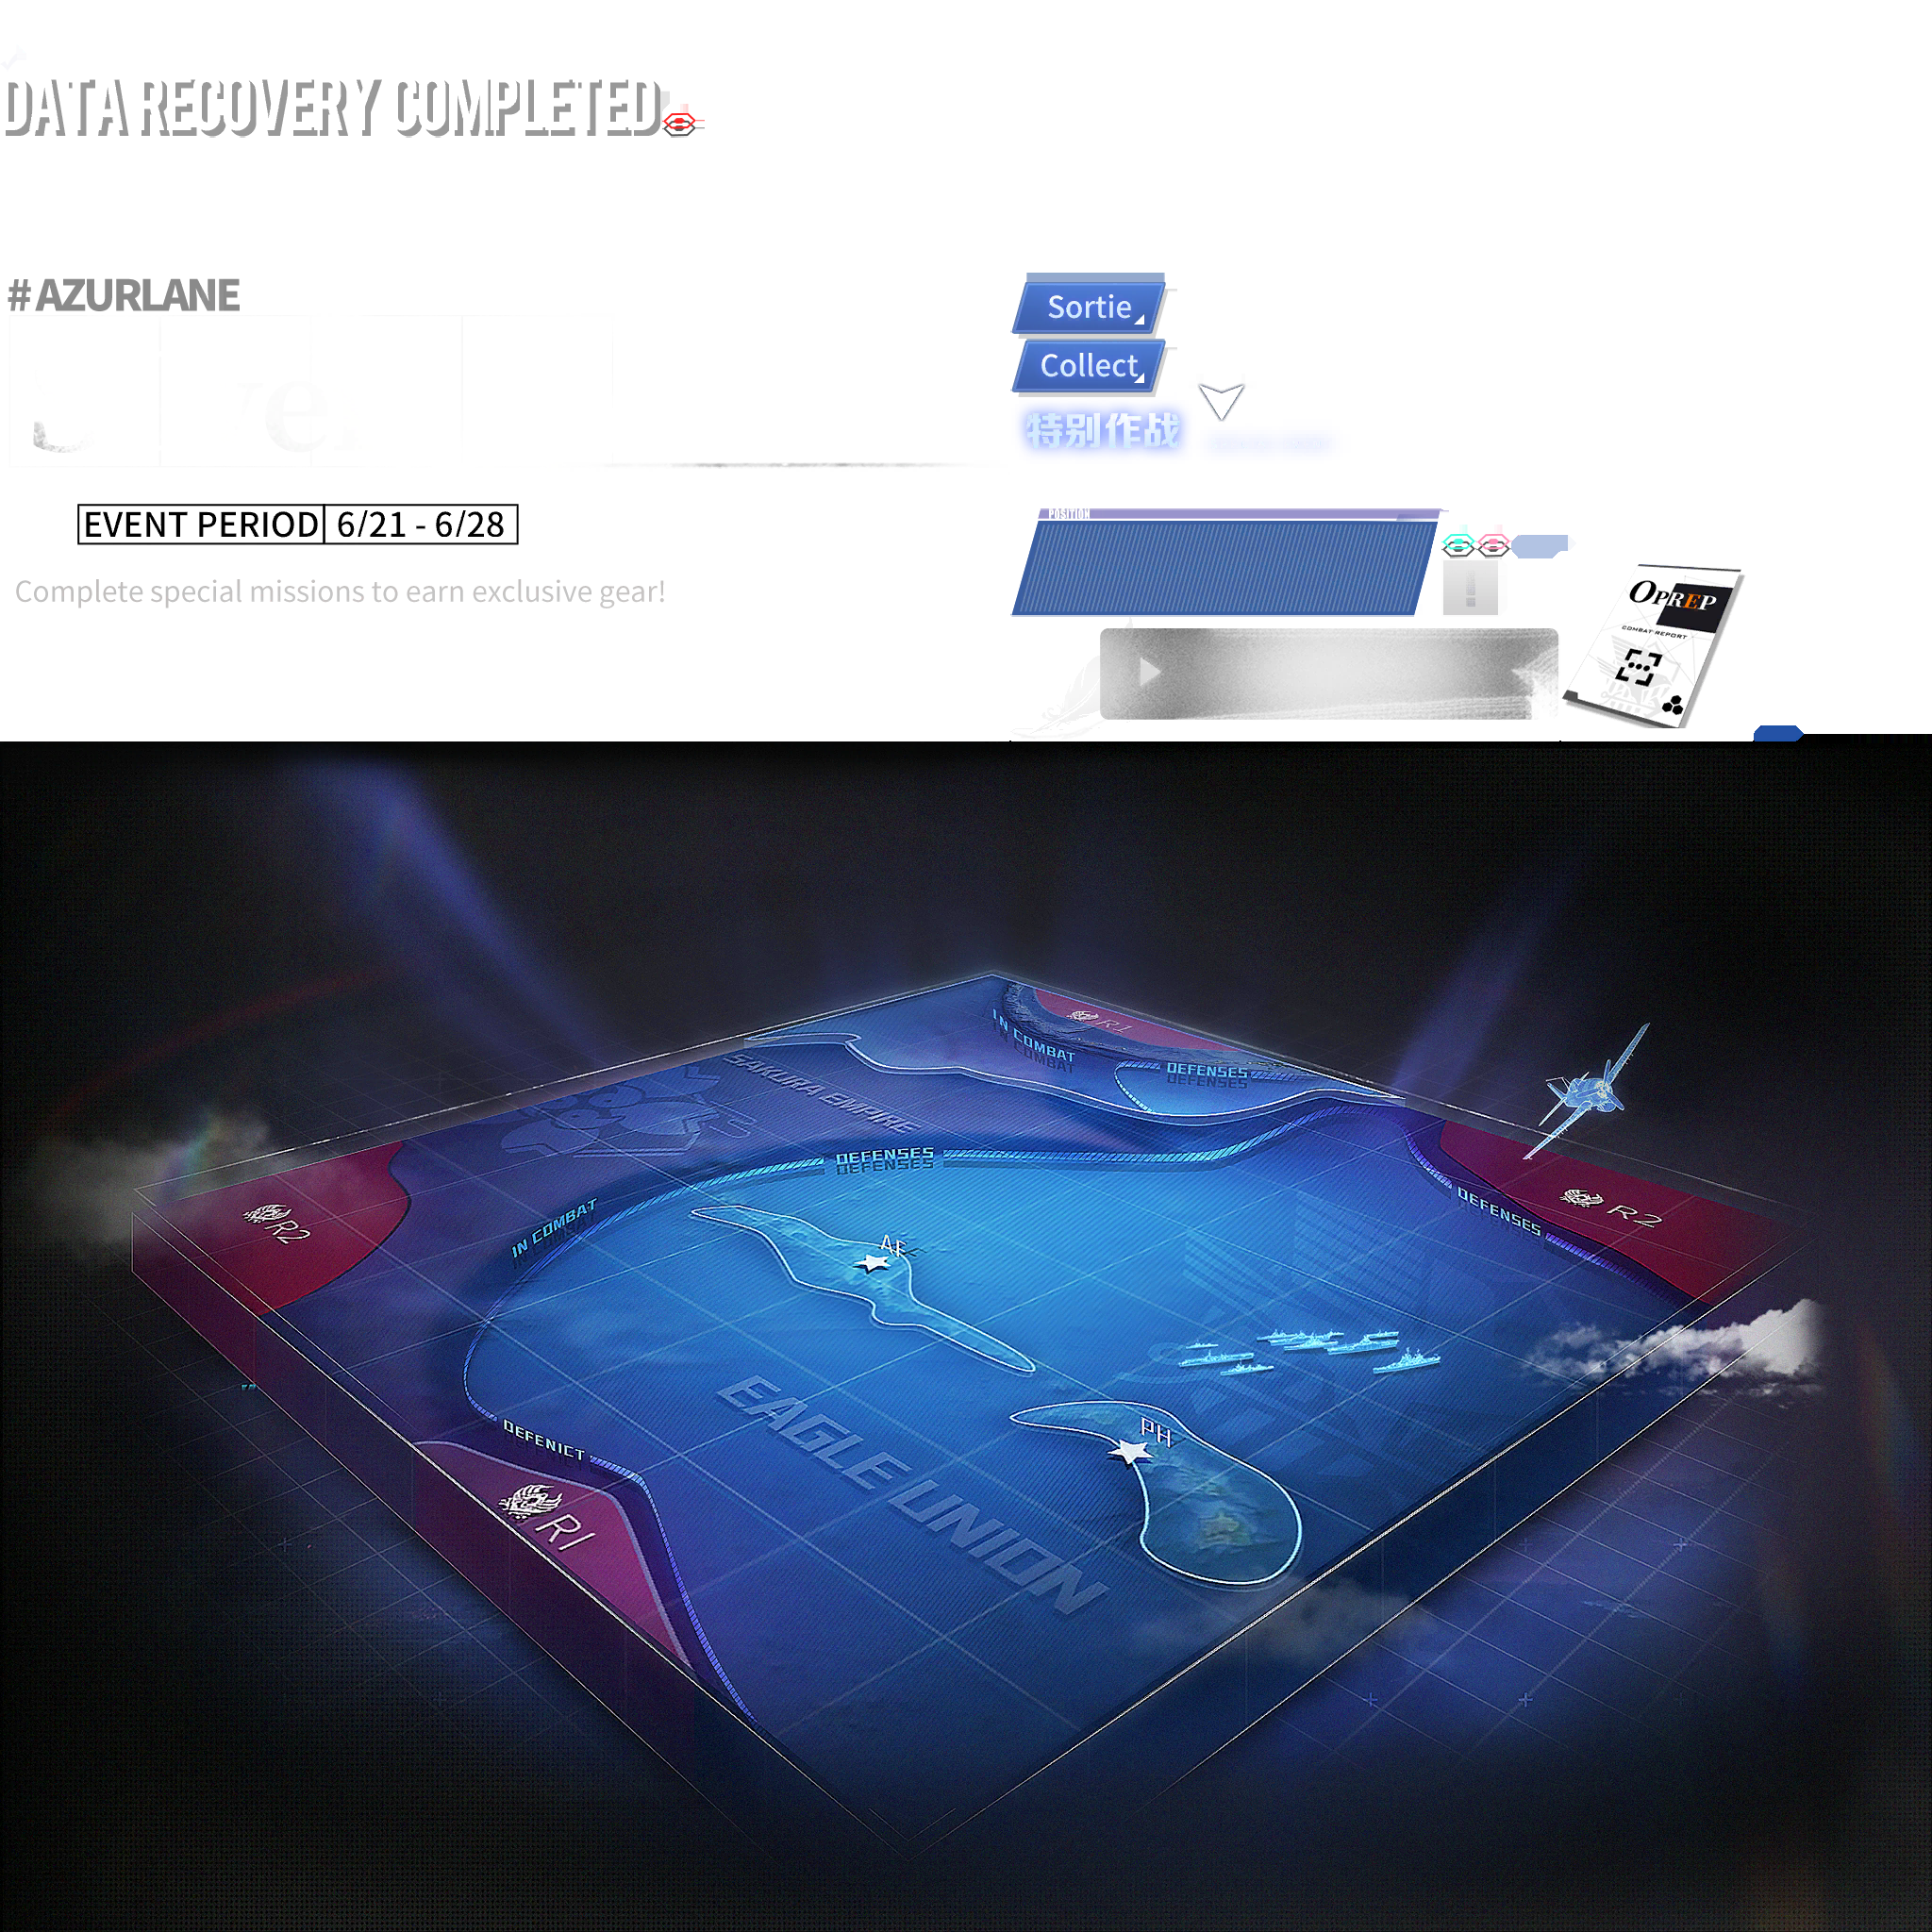 DATA RECOVERY COMPLETED
#AZURLANE
Sortie
Collect
特别作战
EVENT PERIOD 6/21 - 6/28
POSITION
Complete special missions to earn exclusive gear!
OPREP
COMBAT REPORT
R1
IN COMBAT
DEFENSES
SAKURA EMPIRE
DEFENSES
R2
IN COMBAT
DEFENSES
R2
AF
EAGLE UNION
PH
DEFENICT
R1